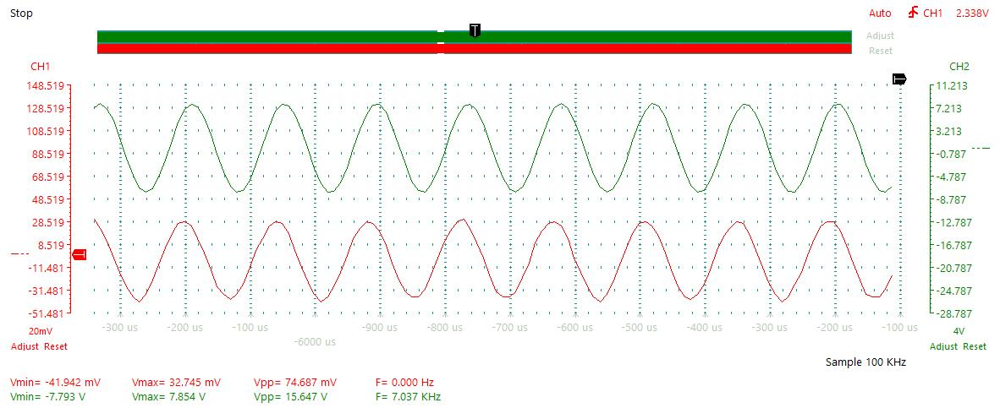 Stop
Auto CH1 2.338V
T
Adjust
Reset
CH1 CH2
148.519 11.213
128.519 7.213
108.519 3.213
88.519 -0.787
68.519 -4.787
48.519 -8.787
28.519 -12.787
8.519 -16.787
-11.481 -20.787
-31.481 -24.787
-51.481 -28.787
-300 us -200 us -100 us -900 us -800 us -700 us -600 us -500 us -400 us -300 us -200 us -100 us
20mV 4V
-6000 us
Adjust Reset Adjust Reset
Sample 100 KHz
Vmin= -41.942 mV Vmax= 32.745 mV Vpp= 74.687 mV F= 0.000 Hz
Vmin= -7.793 V Vmax= 7.854 V Vpp= 15.647 V F= 7.037 KHz